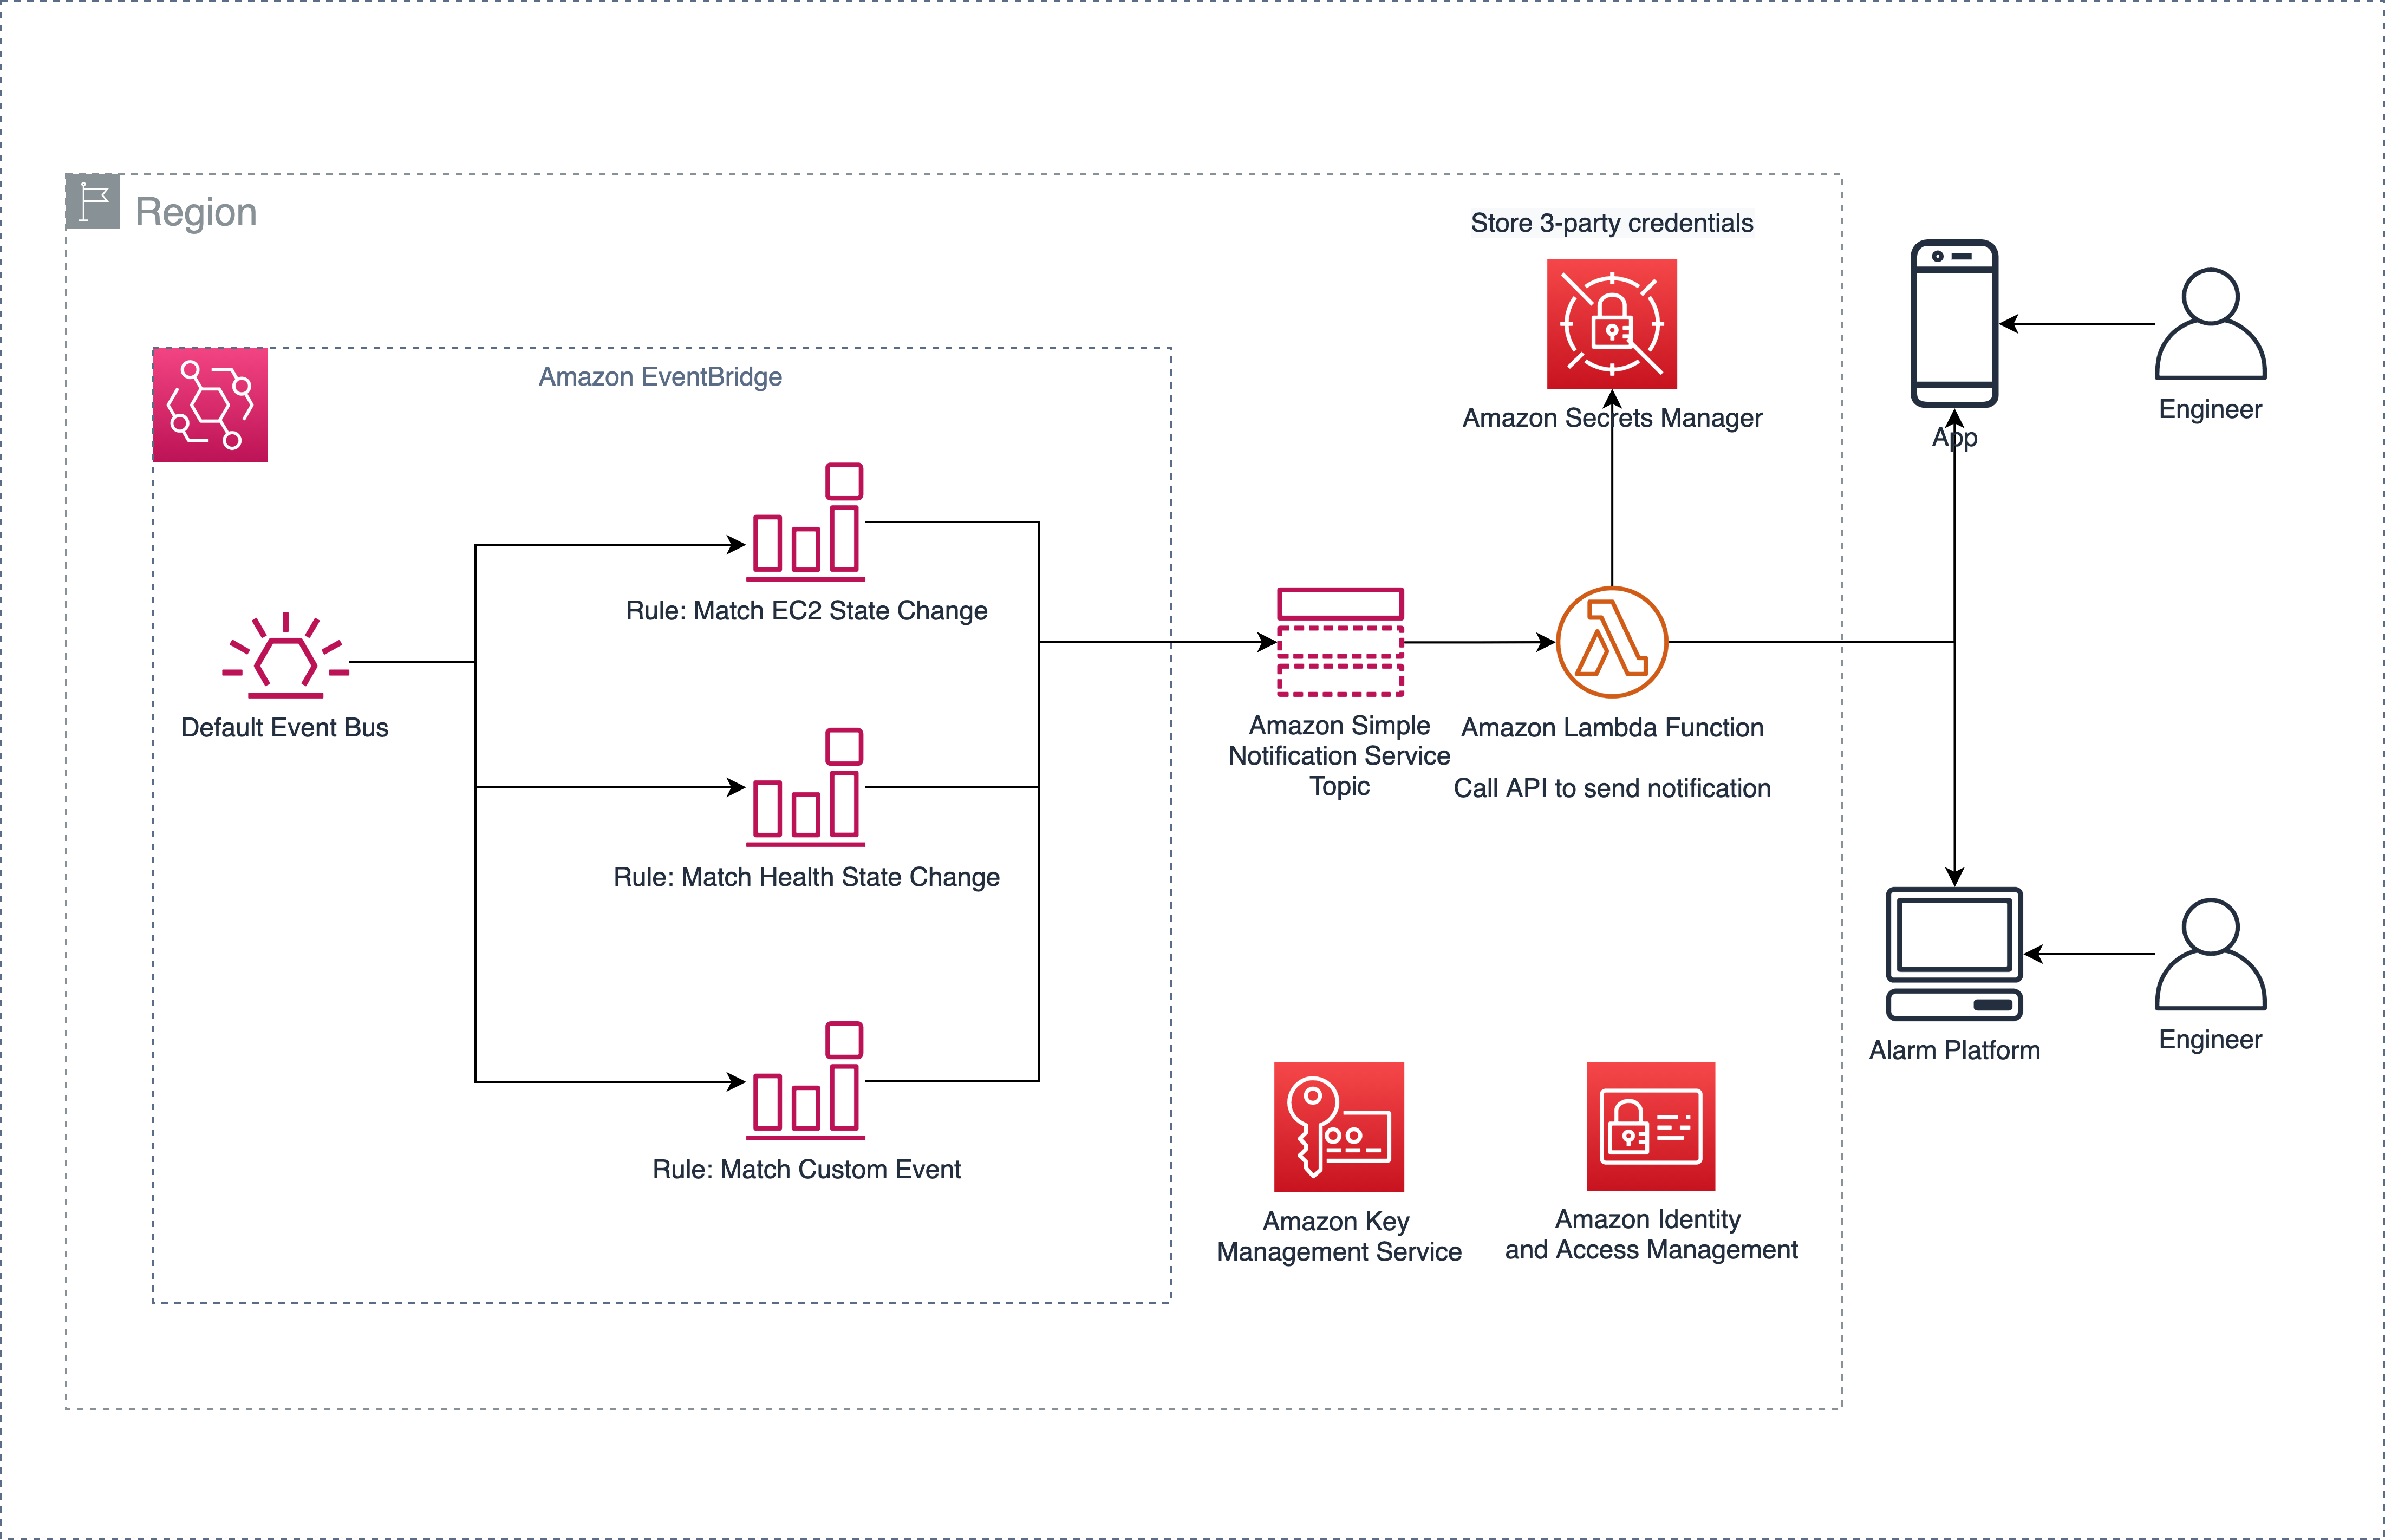 Region
Store 3-party credentials
Amazon Secrets Manager
App
Engineer
Amazon EventBridge
Default Event Bus
Rule: Match EC2 State Change
Rule: Match Health State Change
Rule: Match Custom Event
Amazon Simple
Notification Service
Topic
Amazon Lambda Function
Call API to send notification
Alarm Platform
Engineer
Amazon Key
Management Service
Amazon Identity
and Access Management